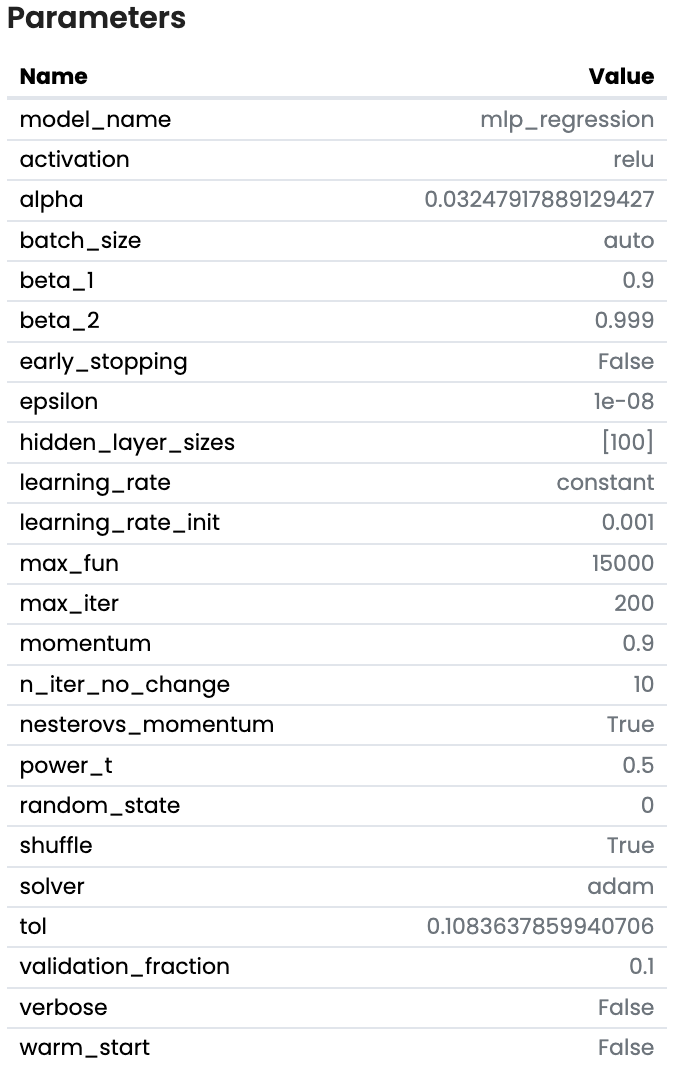 Parameters
Name Value
model_name mlp_regression
activation relu
alpha 0.03247917889129427
batch_size auto
beta_1 0.9
beta_2 0.999
early_stopping False
epsilon 1e-08
hidden_layer_sizes [100]
learning_rate constant
learning_rate_init 0.001
max_fun 15000
max_iter 200
momentum 0.9
n_iter_no_change 10
nesterovs_momentum True
power_t 0.5
random_state 0
shuffle True
solver adam
tol 0.1083637859940706
validation_fraction 0.1
verbose False
warm_start False